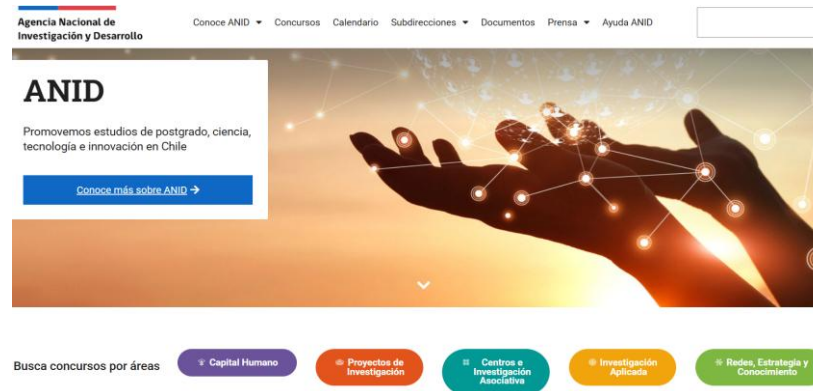 Agencia Nacional de
Investigación y Desarrollo
Conoce ANID Concursos Calendario Subdirecciones Documentos Prensa Ayuda ANID
ANID
Promovemos estudios de postgrado, ciencia,
tecnología e innovación en Chile
Conoce más sobre ANID →
Busca concursos por áreas
Capital Humano
Proyectos de
Investigación
Centros e
Investigación
Asociativa
Investigación
Aplicada
Redes, Estrategia y
Conocimiento